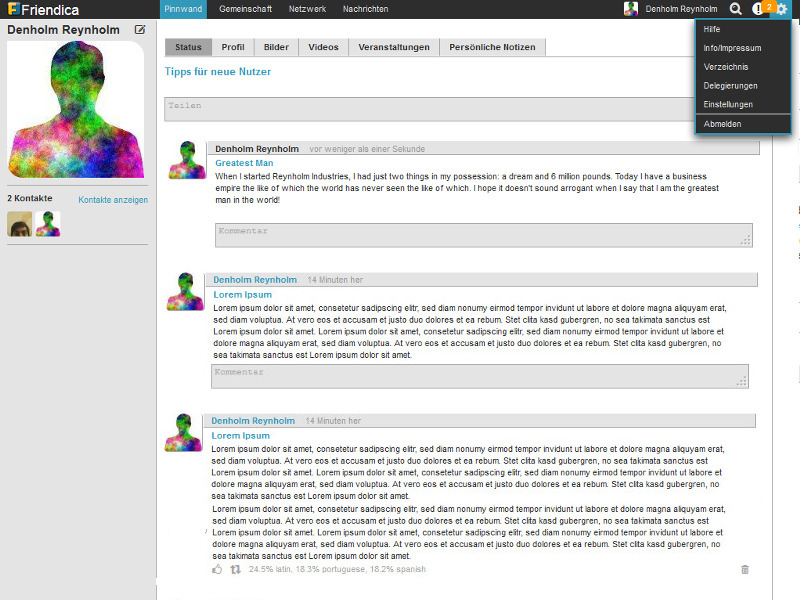 Friendica
Pinnwand Gemeinschaft Netzwerk Nachrichten Denholm Reynholm 2
Hilfe
Info/Impressum
Verzeichnis
Delegierungen
Einstellungen
Abmelden
Denholm Reynholm
2 Kontakte Kontakte anzeigen
Status Profil Bilder Videos Veranstaltungen Persönliche Notizen
Tipps für neue Nutzer
Teilen
Denholm Reynholm vor weniger als einer Sekunde
Greatest Man
When I started Reynholm Industries, I had just two things in my possession: a dream and 6 million pounds. Today I have a business
empire the like of which the world has never seen the like of which. I hope it doesn't sound arrogant when I say that I am the greatest
man in the world!
Kommentar
Denholm Reynholm 14 Minuten her
Lorem Ipsum
Lorem ipsum dolor sit amet, consetetur sadipscing elitr, sed diam nonumy eirmod tempor invidunt ut labore et dolore magna aliquyam erat,
sed diam voluptua. At vero eos et accusam et justo duo dolores et ea rebum. Stet clita kasd gubergren, no sea takimata sanctus est
Lorem ipsum dolor sit amet. Lorem ipsum dolor sit amet, consetetur sadipscing elitr, sed diam nonumy eirmod tempor invidunt ut labore
et dolore magna aliquyam erat, sed diam voluptua. At vero eos et accusam et justo duo dolores et ea rebum. Stet clita kasd gubergren, no
sea takimata sanctus est Lorem ipsum dolor sit amet.
Kommentar
Denholm Reynholm 14 Minuten her
Lorem Ipsum
Lorem ipsum dolor sit amet, consetetur sadipscing elitr, sed diam nonumy eirmod tempor invidunt ut labore et dolore magna aliquyam erat,
sed diam voluptua. At vero eos et accusam et justo duo dolores et ea rebum. Stet clita kasd gubergren, no sea takimata sanctus est
Lorem ipsum dolor sit amet. Lorem ipsum dolor sit amet, consetetur sadipscing elitr, sed diam nonumy eirmod tempor invidunt ut labore
et dolore magna aliquyam erat, sed diam voluptua. At vero eos et accusam et justo duo dolores et ea rebum. Stet clita kasd gubergren, no
sea takimata sanctus est Lorem ipsum dolor sit amet.
Lorem ipsum dolor sit amet, consetetur sadipscing elitr, sed diam nonumy eirmod tempor invidunt ut labore et dolore magna aliquyam erat,
sed diam voluptua. At vero eos et accusam et justo duo dolores et ea rebum. Stet clita kasd gubergren, no sea takimata sanctus est
Lorem ipsum dolor sit amet. Lorem ipsum dolor sit amet, consetetur sadipscing elitr, sed diam nonumy eirmod tempor invidunt ut labore
et dolore magna aliquyam erat, sed diam voluptua. At vero eos et accusam et justo duo dolores et ea rebum. Stet clita kasd gubergren, no
sea takimata sanctus est Lorem ipsum dolor sit amet.
24.5% latin, 18.3% portuguese, 18.2% spanish